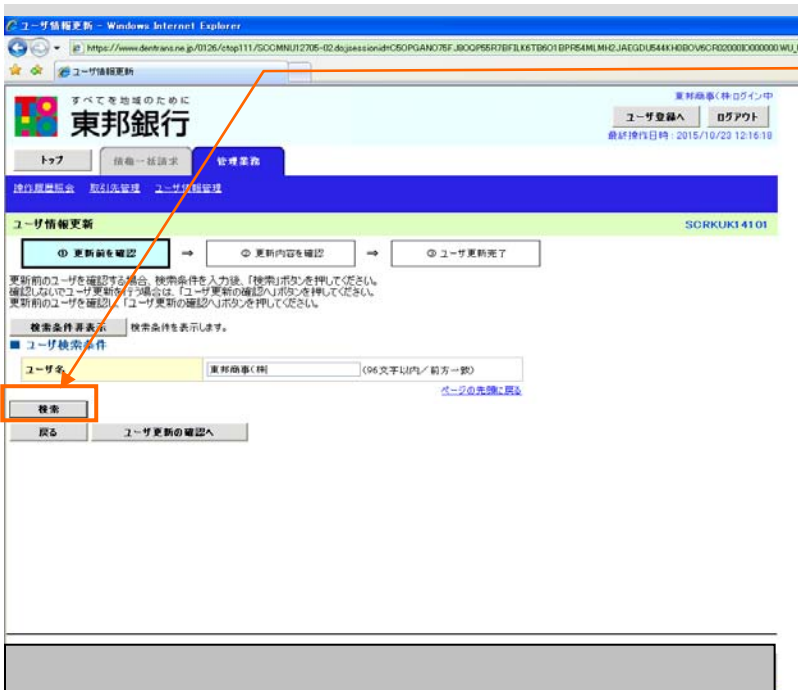 ユーザ情報更新 - Windows Internet Explorer
ユーザ情報更新
すべてを地域のために
東邦銀行
東邦商事(株:ログイン中
ユーザ登録へ ログアウト
最終操作日時:2015/10/23 12:16:18
トップ 債権一括請求 管理業務
操作履歴照会 取引先管理 ユーザ情報管理
ユーザ情報更新 SCRKUK14101
① 更新前を確認 ⇒ ② 更新内容を確認 ⇒ ③ ユーザ更新完了
更新前のユーザを確認する場合、検索条件を入力後、「検索」ボタンを押してください。
確認しないでユーザ更新を行う場合は、「ユーザ更新の確認へ」ボタンを押してください。
更新前のユーザを確認し、「ユーザ更新の確認へ」ボタンを押してください。
検索条件非表示 検索条件を表示します。
■ ユーザ検索条件
ユーザ名 東邦商事(株 (96文字以内/前方一致)
ページの先頭に戻る
検索
戻る ユーザ更新の確認へ